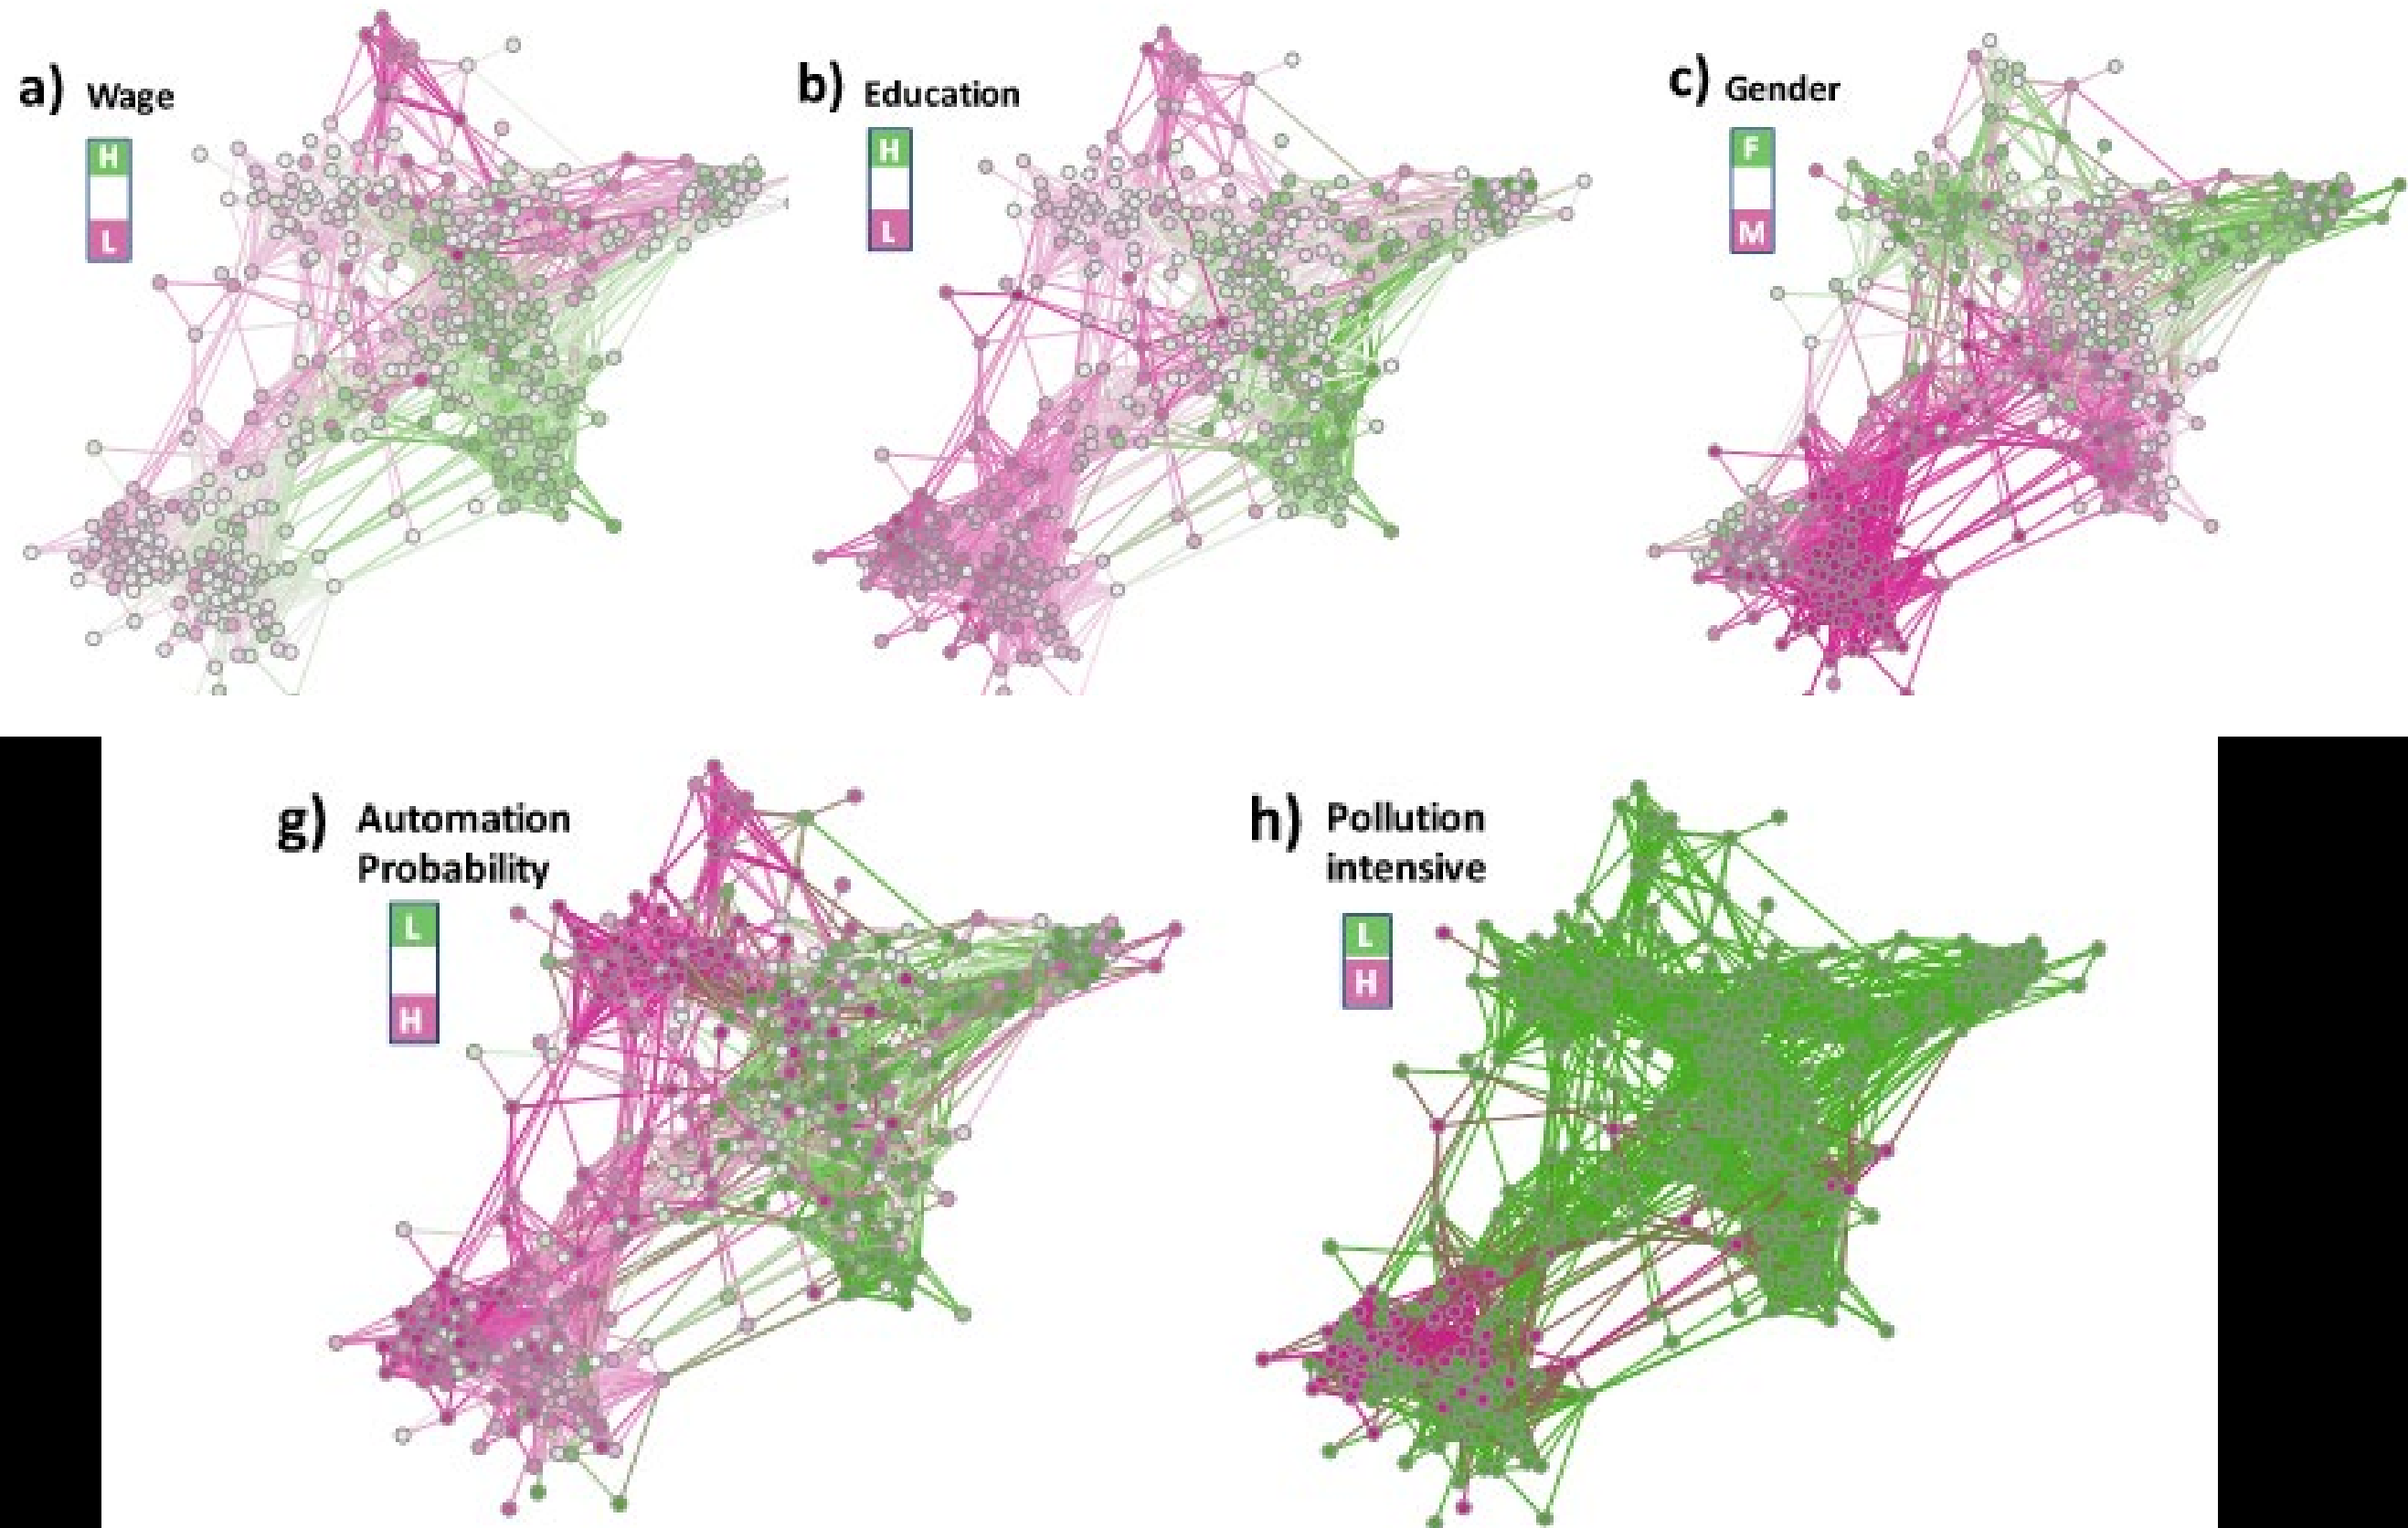 a) Wage
H
L
b) Education
H
L
c) Gender
F
M
g) Automation
Probability
L
H
h) Pollution
intensive
L
H